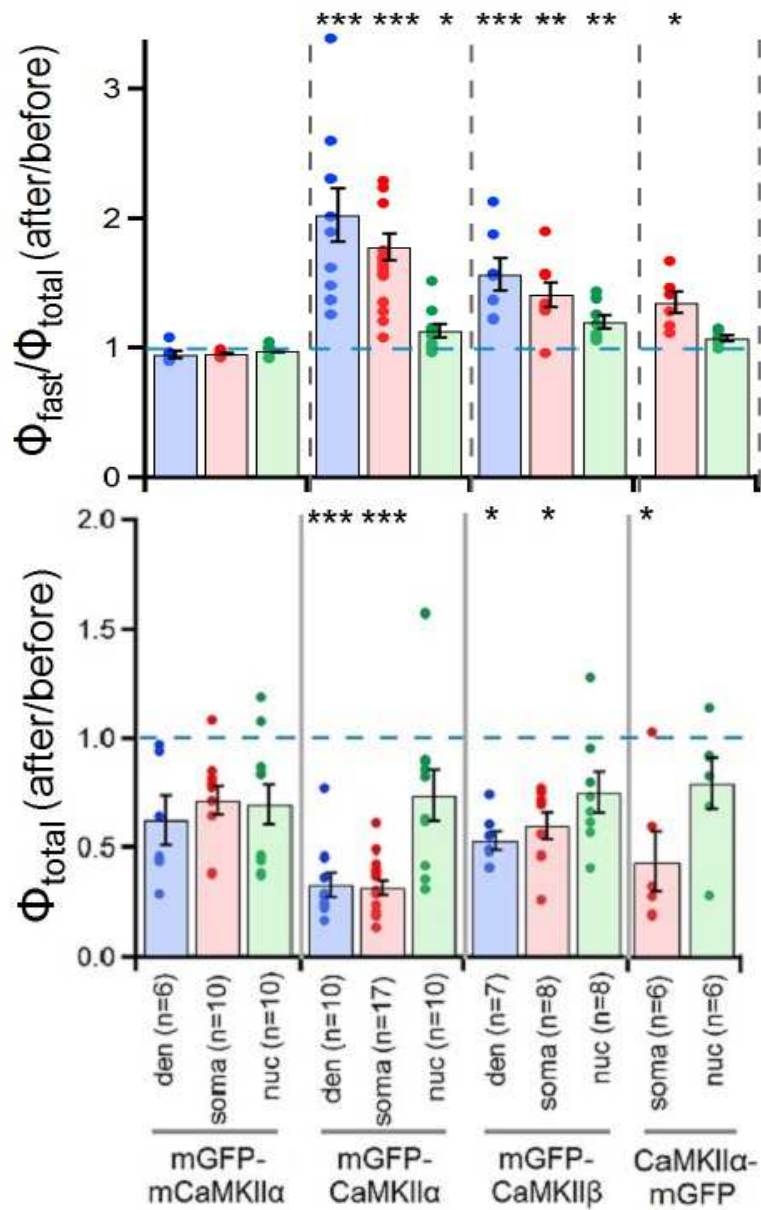 *** *** * *** ** ** *
Φfast/Φtotal (after/before)
3
2
1
0
*** *** * * *
Φtotal (after/before)
2.0
1.5
1.0
0.5
0.0
den (n=6)
soma (n=10)
nuc (n=10)
den (n=10)
soma (n=17)
nuc (n=10)
den (n=7)
soma (n=8)
nuc (n=8)
soma (n=6)
nuc (n=6)
mGFP-
mCaMKIIα
mGFP-
CaMKIIα
mGFP-
CaMKIIβ
CaMKIIα-
mGFP